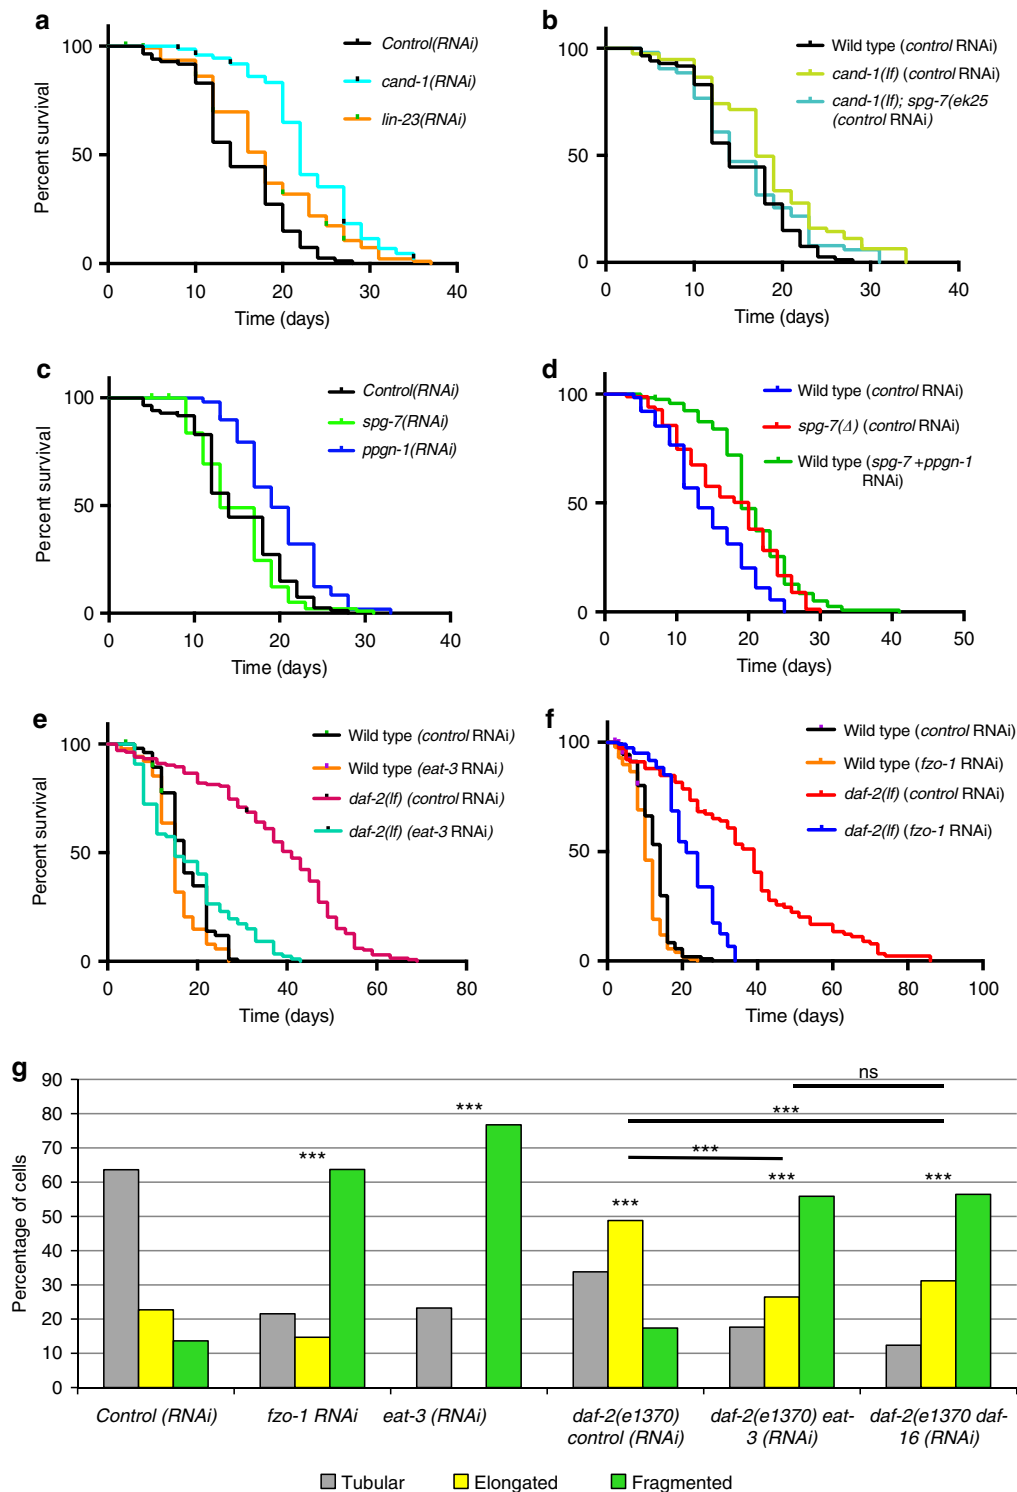 a
Percent survival
100
50
0
0 10 20 30 40
Time (days)
Control(RNAi)
cand-1(RNAi)
lin-23(RNAi)
b
100
50
0
0 10 20 30 40
Time (days)
Wild type (control RNAi)
cand-1(lf) (control RNAi)
cand-1(lf); spg-7(ek25
(control RNAi)
c
Percent survival
100
50
0
0 10 20 30 40
Time (days)
Control(RNAi)
spg-7(RNAi)
ppgn-1(RNAi)
d
100
50
0
0 10 20 30 40 50
Time (days)
Wild type (control RNAi)
spg-7(Δ) (control RNAi)
Wild type (spg-7 +ppgn-1
RNAi)
e
Percent survival
100
50
0
0 20 40 60 80
Time (days)
Wild type (control RNAi)
Wild type (eat-3 RNAi)
daf-2(lf) (control RNAi)
daf-2(lf) (eat-3 RNAi)
f
100
50
0
0 20 40 60 80 100
Time (days)
Wild type (control RNAi)
Wild type (fzo-1 RNAi)
daf-2(lf) (control RNAi)
daf-2(lf) (fzo-1 RNAi)
g
Percentage of cells
90
80
70
60
50
40
30
20
10
0
ns
***
***
***
***
***
***
***
Control (RNAi)
fzo-1 RNAi
eat-3 (RNAi)
daf-2(e1370)
control (RNAi)
daf-2(e1370) eat-
3 (RNAi)
daf-2(e1370 daf-
16 (RNAi)
Tubular
Elongated
Fragmented